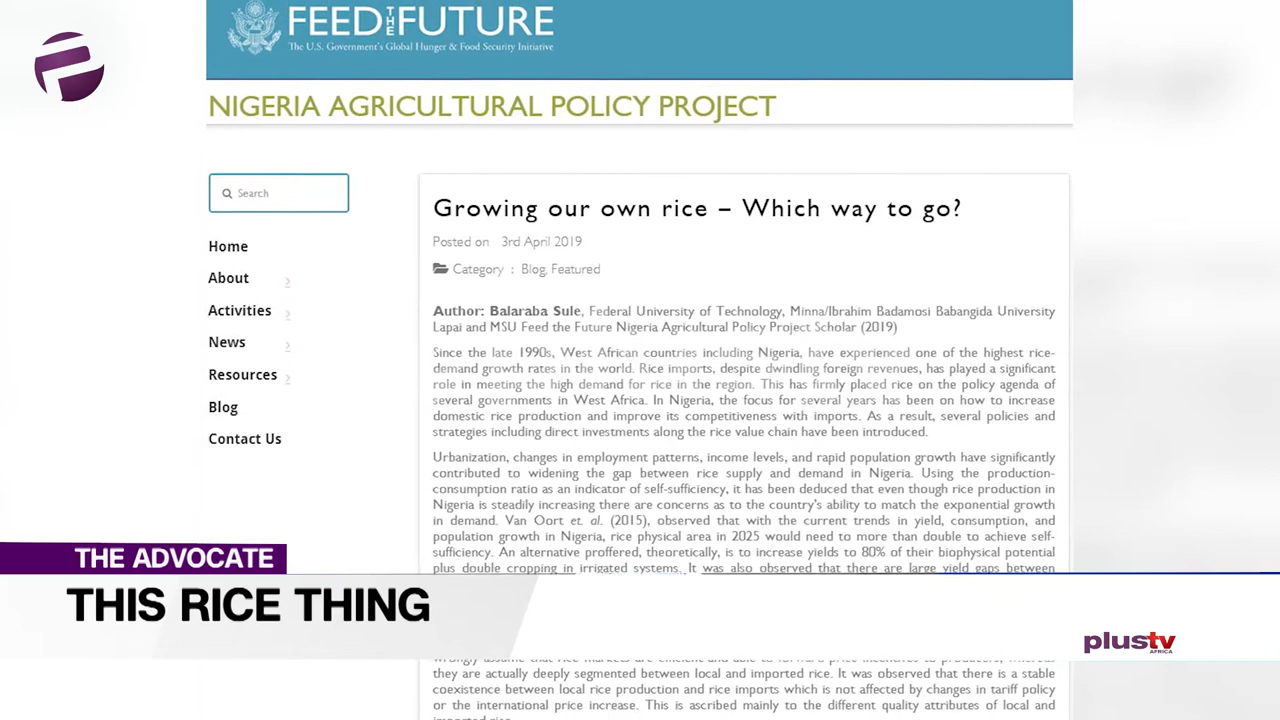 FEED THE FUTURE
The U.S. Government's Global Hunger & Food Security Initiative
NIGERIA AGRICULTURAL POLICY PROJECT
Search
Home
About
Activities
News
Resources
Blog
Contact Us
Growing our own rice – Which way to go?
Posted on 3rd April 2019
Category : Blog, Featured
Author: Balaraba Sule, Federal University of Technology, Minna/Ibrahim Badamosi Babangida University
Lapai and MSU Feed the Future Nigeria Agricultural Policy Project Scholar (2019)
Since the late 1990s, West African countries including Nigeria, have experienced one of the highest rice-
demand growth rates in the world. Rice imports, despite dwindling foreign revenues, has played a significant
role in meeting the high demand for rice in the region. This has firmly placed rice on the policy agenda of
several governments in West Africa. In Nigeria, the focus for several years has been on how to increase
domestic rice production and improve its competitiveness with imports. As a result, several policies and
strategies including direct investments along the rice value chain have been introduced.
Urbanization, changes in employment patterns, income levels, and rapid population growth have significantly
contributed to widening the gap between rice supply and demand in Nigeria. Using the production-
consumption ratio as an indicator of self-sufficiency, it has been deduced that even though rice production in
Nigeria is steadily increasing there are concerns as to the country's ability to match the exponential growth
in demand. Van Oort et. al. (2015), observed that with the current trends in yield, consumption, and
population growth in Nigeria, rice physical area in 2025 would need to more than double to achieve self-
sufficiency. An alternative proffered, theoretically, is to increase yields to 80% of their biophysical potential
plus double cropping in irrigated systems. It was also observed that there are large yield gaps between
THE ADVOCATE
THIS RICE THING
plustv
AFRICA
wrongly assume that rice markets are efficient and able to forward price incentives to producers, whereas
they are actually deeply segmented between local and imported rice. It was observed that there is a stable
coexistence between local rice production and rice imports which is not affected by changes in tariff policy
or the international price increase. This is ascribed mainly to the different quality attributes of local and
imported rice.